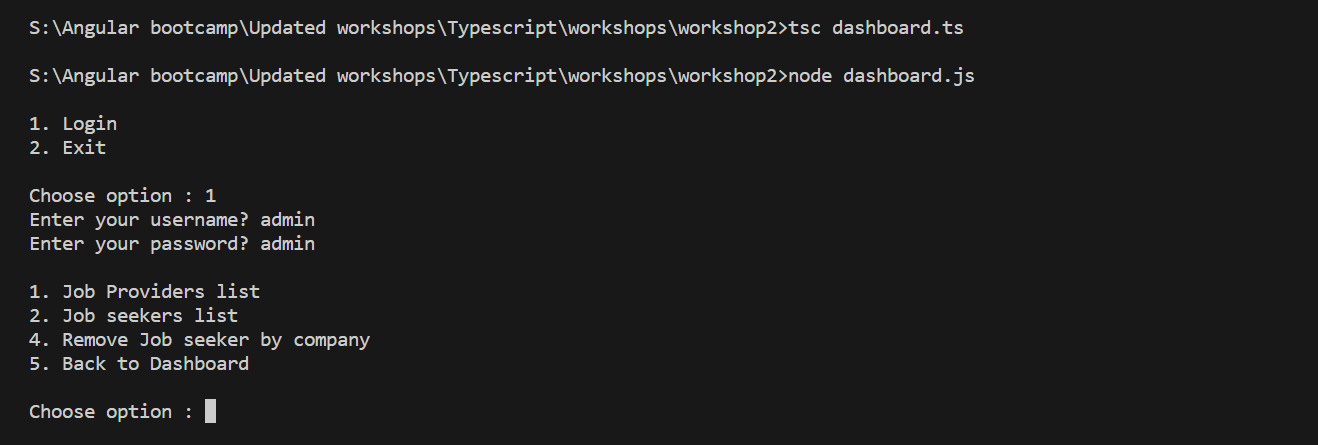 S:\Angular bootcamp\Updated workshops\Typescript\workshops\workshop2>tsc dashboard.ts
S:\Angular bootcamp\Updated workshops\Typescript\workshops\workshop2>node dashboard.js
1. Login
2. Exit
Choose option : 1
Enter your username? admin
Enter your password? admin
1. Job Providers list
2. Job seekers list
4. Remove Job seeker by company
5. Back to Dashboard
Choose option :